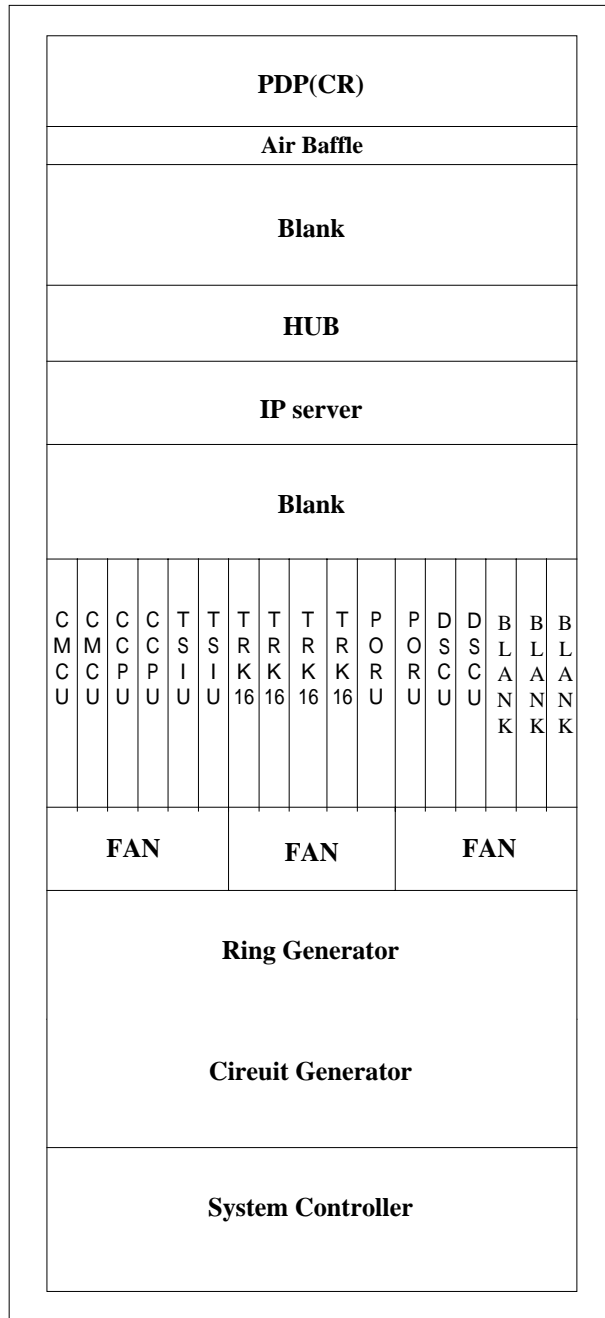 PDP(CR)
Air Baffle
Blank
HUB
IP server
Blank
CMCU CMCU CCPU CCPU TSIU TSIU TRK16 TRK16 TRK16 TRK16 PORU PORU DSCU DSCU BLANK BLANK BLANK
FAN FAN FAN
Ring Generator
Cireuit Generator
System Controller